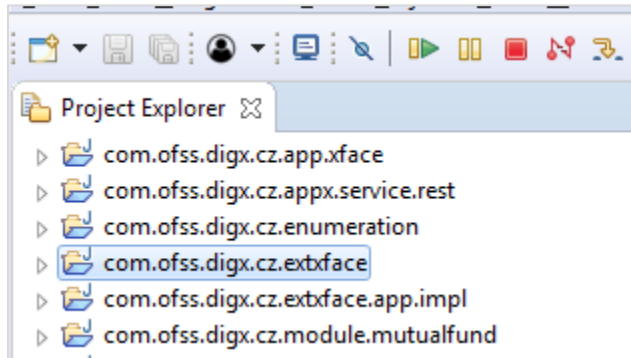 Project Explorer
com.ofss.digx.cz.app.xface
com.ofss.digx.cz.appx.service.rest
com.ofss.digx.cz.enumeration
com.ofss.digx.cz.extxface
com.ofss.digx.cz.extxface.app.impl
com.ofss.digx.cz.module.mutualfund